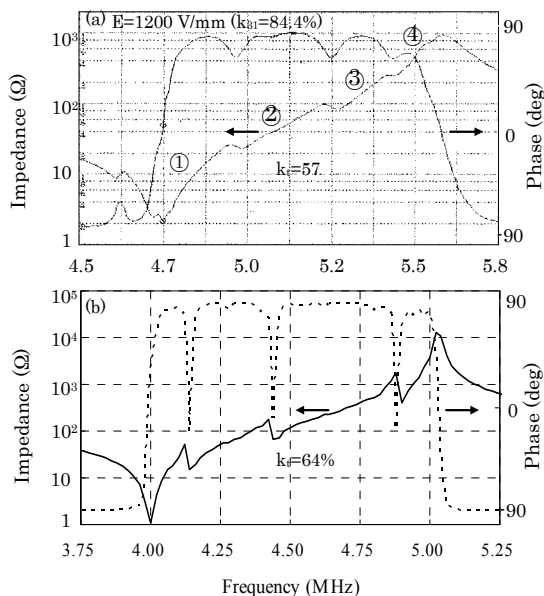 (a) E=1200 V/mm (k31=84.4%)
Impedance (Ω)
10³
10²
10
1
① ② ③ ④
kt=57
90
0
90
Phase (deg)
4.5 4.7 5.0 5.2 5.5 5.8
(b)
Impedance (Ω)
10⁵
10⁴
10³
10²
10
1
kt=64%
90
0
90
Phase (deg)
3.75 4.00 4.25 4.50 4.75 5.00 5.25
Frequency (MHz)